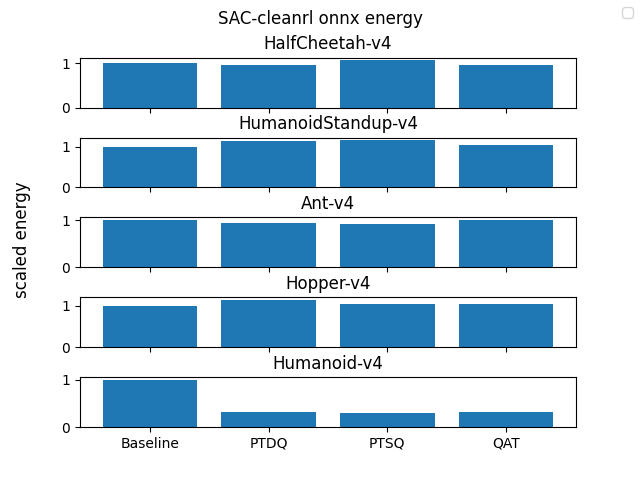 SAC-cleanrl onnx energy
HalfCheetah-v4
1
0
HumanoidStandup-v4
1
0
Ant-v4
1
0
scaled energy
Hopper-v4
1
0
Humanoid-v4
1
0
Baseline PTDQ PTSQ QAT